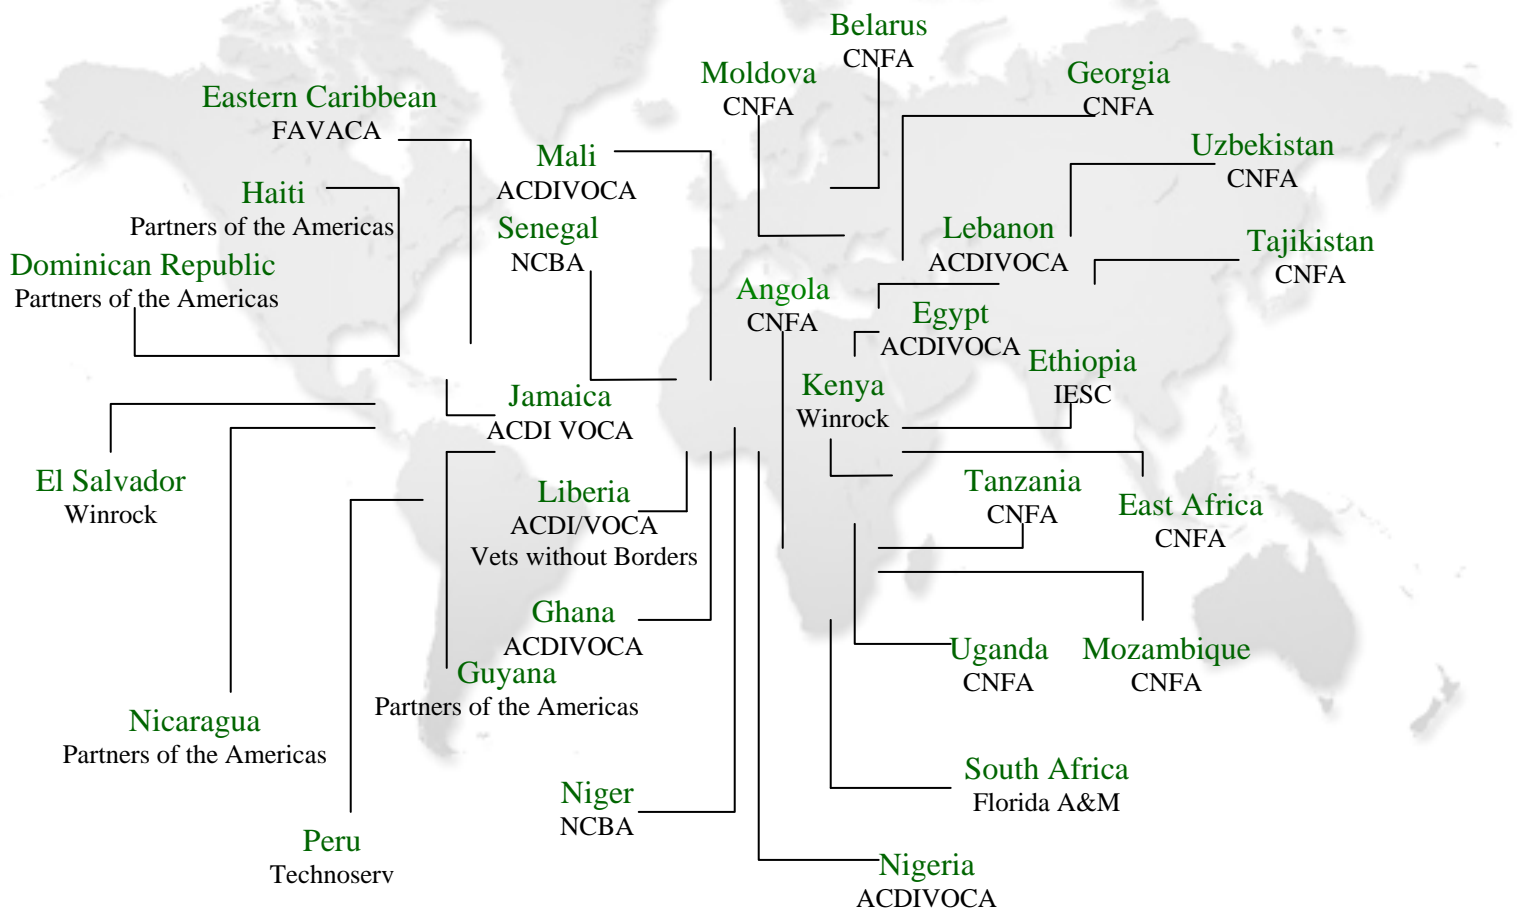 Belarus
CNFA
Moldova
CNFA
Georgia
CNFA
Eastern Caribbean
FAVACA
Mali
ACDIVOCA
Uzbekistan
CNFA
Haiti
Partners of the Americas
Senegal
NCBA
Lebanon
ACDIVOCA
Tajikistan
CNFA
Dominican Republic
Partners of the Americas
Angola
CNFA
Egypt
ACDIVOCA
Ethiopia
IESC
Kenya
Winrock
Jamaica
ACDI VOCA
El Salvador
Winrock
Liberia
ACDI/VOCA
Vets without Borders
Tanzania
CNFA
East Africa
CNFA
Ghana
ACDIVOCA
Guyana
Partners of the Americas
Uganda
CNFA
Mozambique
CNFA
Nicaragua
Partners of the Americas
South Africa
Florida A&M
Niger
NCBA
Peru
Technoserv
Nigeria
ACDIVOCA